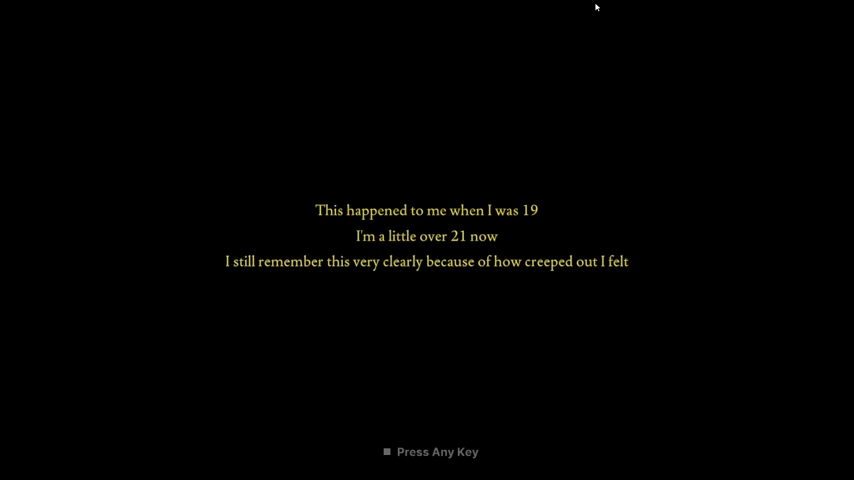 This happened to me when I was 19
I'm a little over 21 now
I still remember this very clearly because of how creeped out I felt
Press Any Key